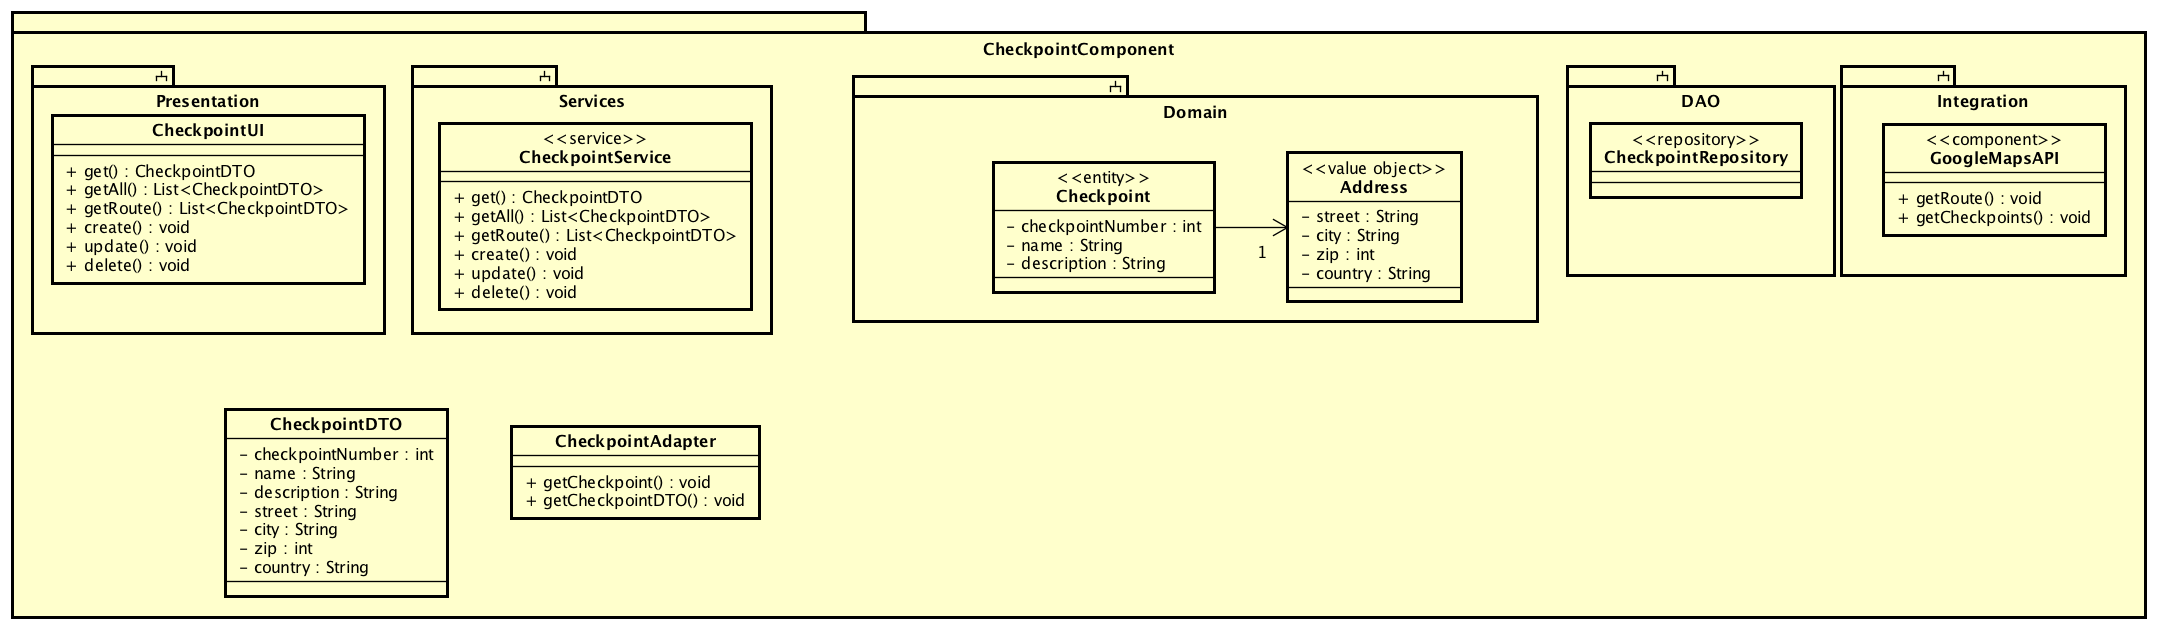 CheckpointComponent
Presentation
CheckpointUI
+ get() : CheckpointDTO
+ getAll() : List<CheckpointDTO>
+ getRoute() : List<CheckpointDTO>
+ create() : void
+ update() : void
+ delete() : void
Services
<<service>>
CheckpointService
+ get() : CheckpointDTO
+ getAll() : List<CheckpointDTO>
+ getRoute() : List<CheckpointDTO>
+ create() : void
+ update() : void
+ delete() : void
Domain
<<entity>>
Checkpoint
- checkpointNumber : int
- name : String
- description : String
1
<<value object>>
Address
- street : String
- city : String
- zip : int
- country : String
DAO
<<repository>>
CheckpointRepository
Integration
<<component>>
GoogleMapsAPI
+ getRoute() : void
+ getCheckpoints() : void
CheckpointDTO
- checkpointNumber : int
- name : String
- description : String
- street : String
- city : String
- zip : int
- country : String
CheckpointAdapter
+ getCheckpoint() : void
+ getCheckpointDTO() : void